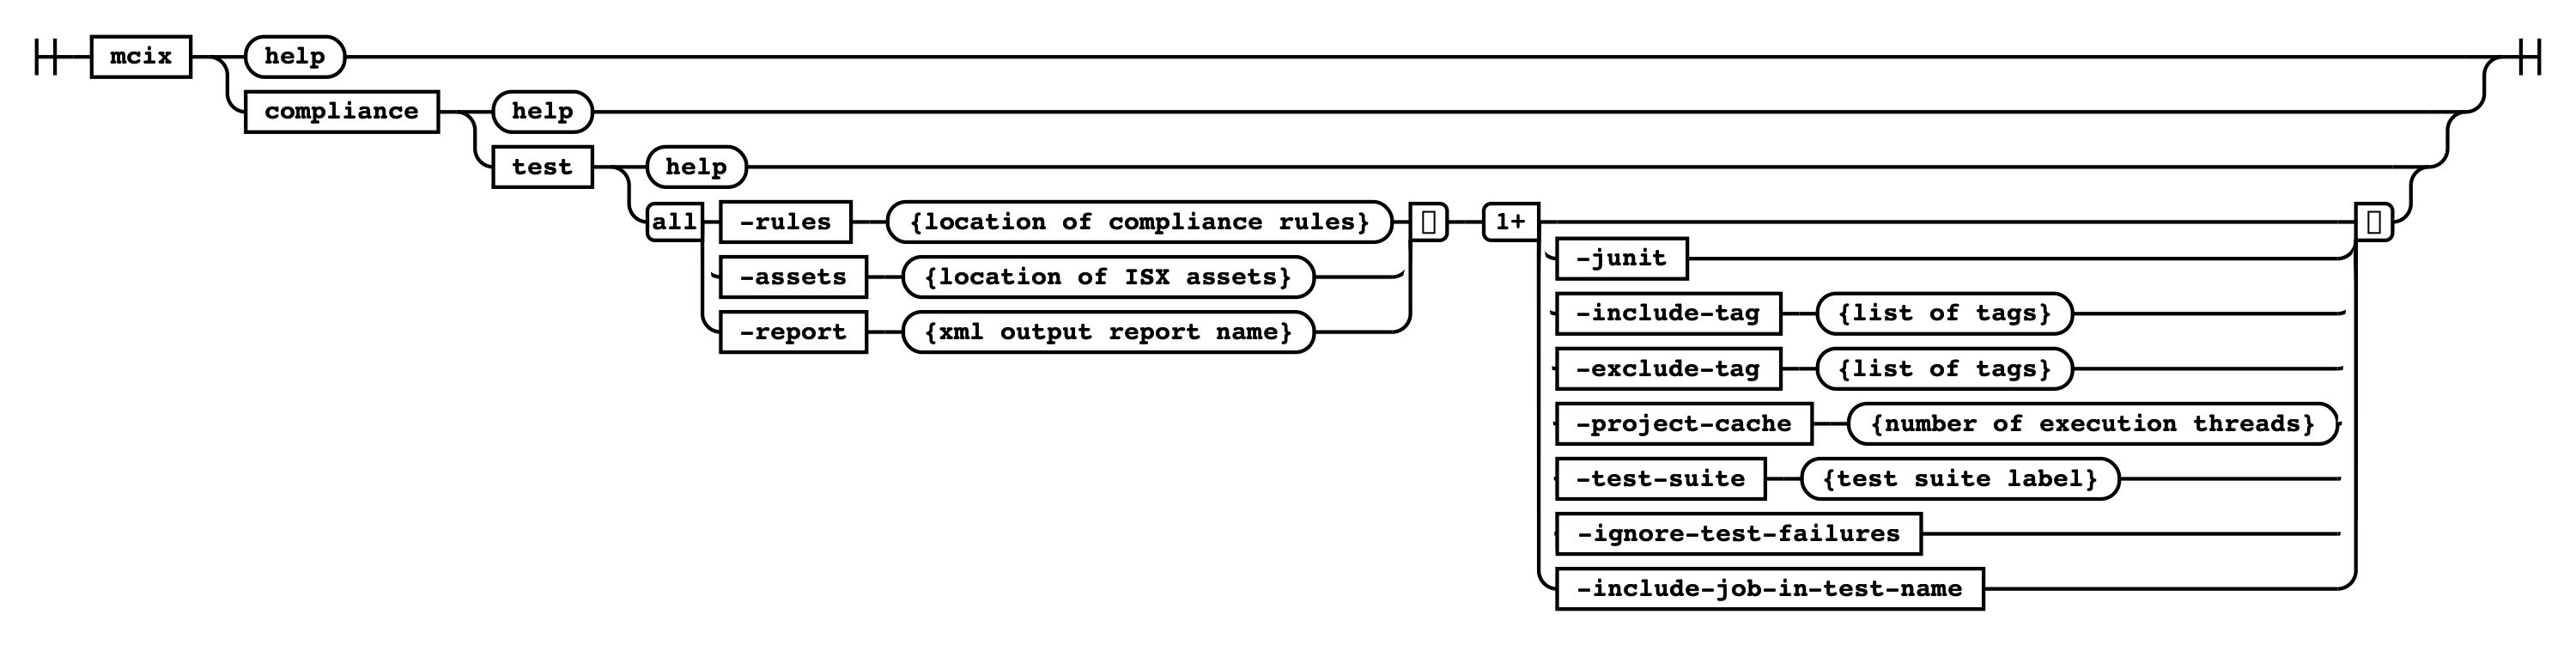 mcix help
compliance help
test help
all -rules {location of compliance rules} 1+
-junit
-assets {location of ISX assets}
-include-tag {list of tags}
-report {xml output report name}
-exclude-tag {list of tags}
-project-cache {number of execution threads}
-test-suite {test suite label}
-ignore-test-failures
-include-job-in-test-name